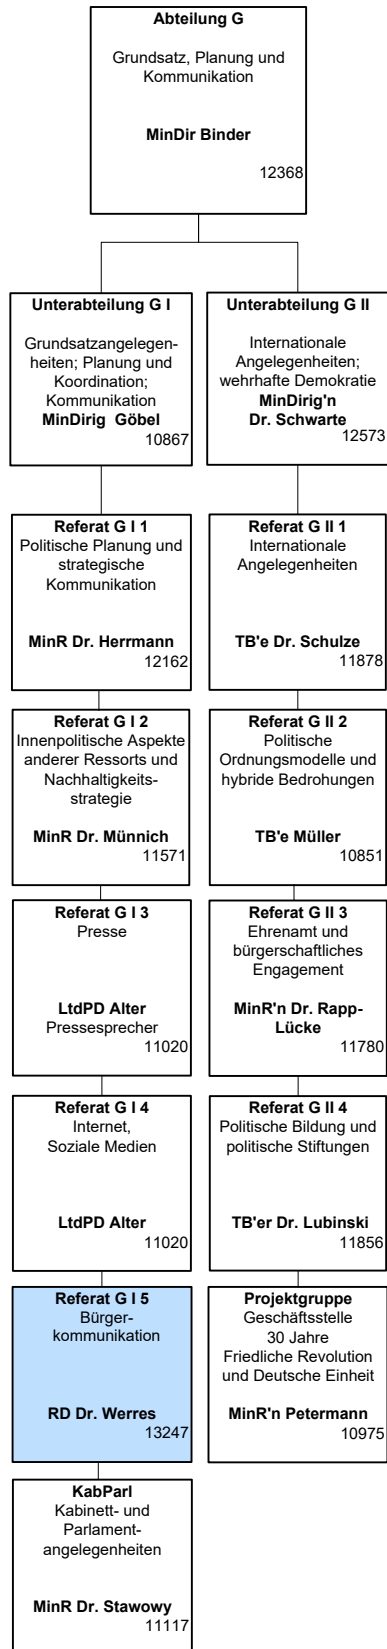 Abteilung G
Grundsatz, Planung und
Kommunikation
MinDir Binder
12368
Unterabteilung G I
Grundsatzangelegen-
heiten; Planung und
Koordination;
Kommunikation
MinDirig Göbel
10867
Unterabteilung G II
Internationale
Angelegenheiten;
wehrhafte Demokratie
MinDirig'n
Dr. Schwarte
12573
Referat G I 1
Politische Planung und
strategische
Kommunikation
MinR Dr. Herrmann
12162
Referat G II 1
Internationale
Angelegenheiten
TB'e Dr. Schulze
11878
Referat G I 2
Innenpolitische Aspekte
anderer Ressorts und
Nachhaltigkeits-
strategie
MinR Dr. Münnich
11571
Referat G II 2
Politische
Ordnungsmodelle und
hybride Bedrohungen
TB'e Müller
10851
Referat G I 3
Presse
LtdPD Alter
Pressesprecher
11020
Referat G II 3
Ehrenamt und
bürgerschaftliches
Engagement
MinR'n Dr. Rapp-
Lücke
11780
Referat G I 4
Internet,
Soziale Medien
LtdPD Alter
11020
Referat G II 4
Politische Bildung und
politische Stiftungen
TB'er Dr. Lubinski
11856
Referat G I 5
Bürger-
kommunikation
RD Dr. Werres
13247
Projektgruppe
Geschäftsstelle
30 Jahre
Friedliche Revolution
und Deutsche Einheit
MinR'n Petermann
10975
KabParl
Kabinett- und
Parlament-
angelegenheiten
MinR Dr. Stawowy
11117